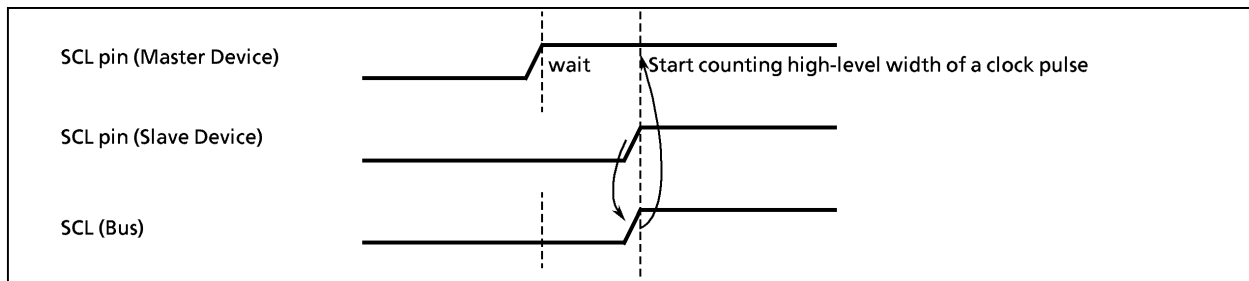 SCL pin (Master Device)
wait
Start counting high-level width of a clock pulse
SCL pin (Slave Device)
SCL (Bus)